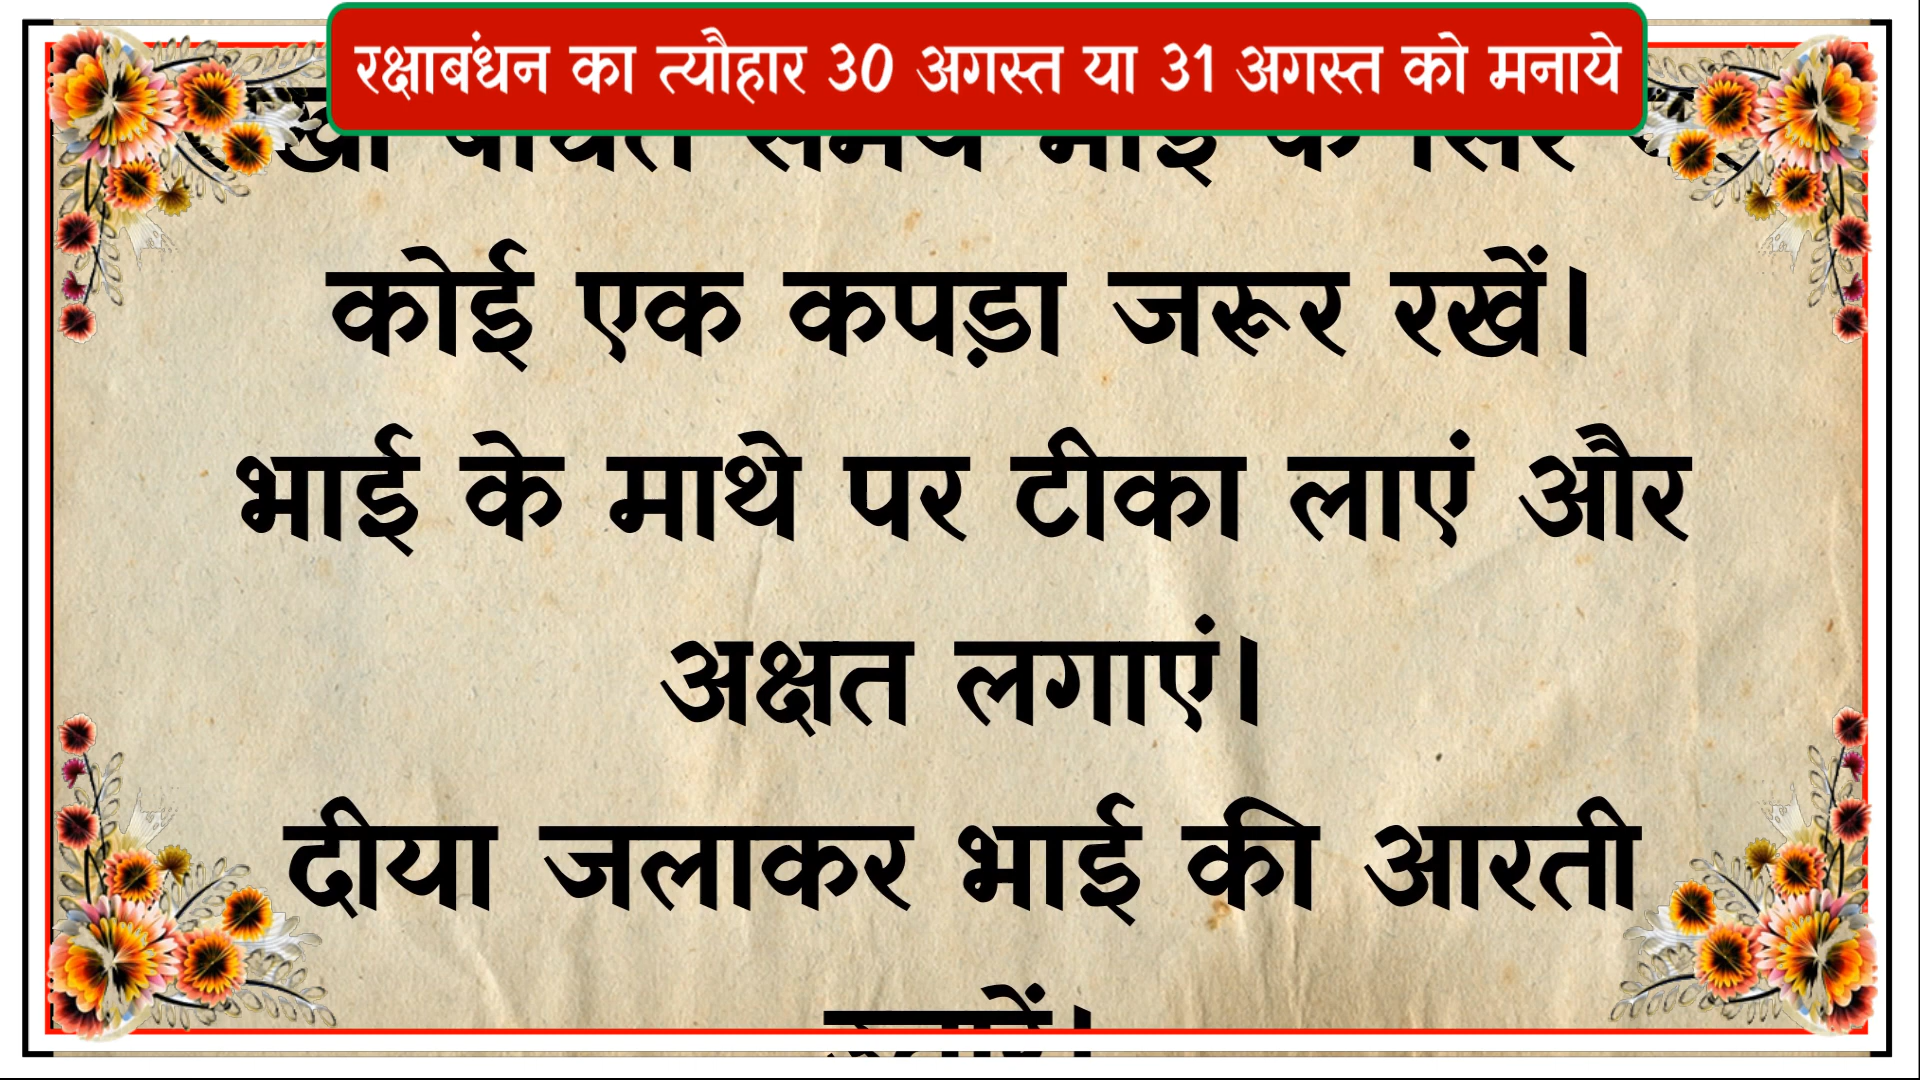 रक्षाबंधन का त्यौहार 30 अगस्त या 31 अगस्त को मनाये
समय भाई के सिर
कोई एक कपड़ा जरूर रखें।
भाई के माथे पर टीका लाएं और
अक्षत लगाएं।
दीया जलाकर भाई की आरती